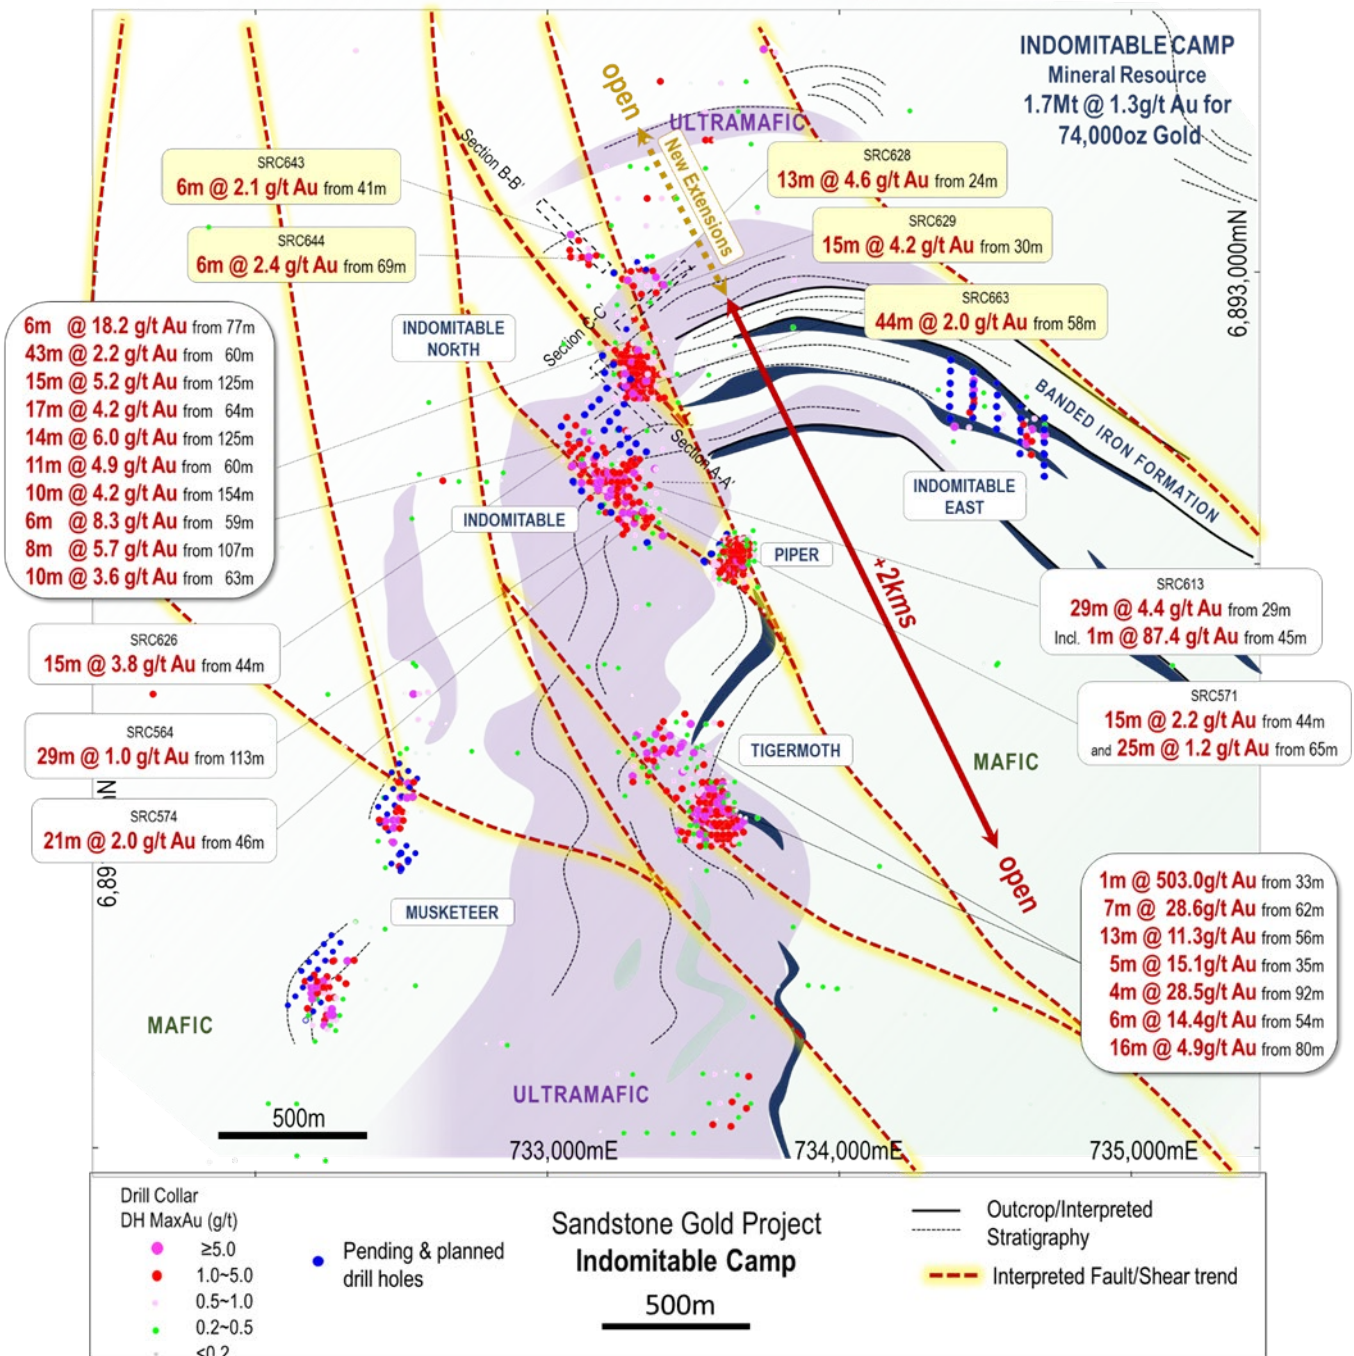 INDOMITABLE CAMP
Mineral Resource
1.7Mt @ 1.3g/t Au for
74,000oz Gold
open
ULTRAMAFIC
New Extensions
Section B-B'
SRC643
6m @ 2.1 g/t Au from 41m
SRC628
13m @ 4.6 g/t Au from 24m
SRC644
6m @ 2.4 g/t Au from 69m
SRC629
15m @ 4.2 g/t Au from 30m
6,893,000mN
SRC663
44m @ 2.0 g/t Au from 58m
6m @ 18.2 g/t Au from 77m
43m @ 2.2 g/t Au from 60m
15m @ 5.2 g/t Au from 125m
17m @ 4.2 g/t Au from 64m
14m @ 6.0 g/t Au from 125m
11m @ 4.9 g/t Au from 60m
10m @ 4.2 g/t Au from 154m
6m @ 8.3 g/t Au from 59m
8m @ 5.7 g/t Au from 107m
10m @ 3.6 g/t Au from 63m
INDOMITABLE
NORTH
Section C-C'
Section A-A'
BANDED IRON FORMATION
INDOMITABLE
EAST
INDOMITABLE
PIPER
+2kms
SRC613
29m @ 4.4 g/t Au from 29m
Incl. 1m @ 87.4 g/t Au from 45m
SRC626
15m @ 3.8 g/t Au from 44m
SRC571
15m @ 2.2 g/t Au from 44m
and 25m @ 1.2 g/t Au from 65m
SRC564
29m @ 1.0 g/t Au from 113m
TIGERMOTH
MAFIC
SRC574
21m @ 2.0 g/t Au from 46m
6,89
N
open
1m @ 503.0g/t Au from 33m
7m @ 28.6g/t Au from 62m
13m @ 11.3g/t Au from 56m
5m @ 15.1g/t Au from 35m
4m @ 28.5g/t Au from 92m
6m @ 14.4g/t Au from 54m
16m @ 4.9g/t Au from 80m
MUSKETEER
MAFIC
ULTRAMAFIC
500m
733,000mE
734,000mE
735,000mE
Drill Collar
DH MaxAu (g/t)
≥5.0
1.0~5.0
0.5~1.0
0.2~0.5
<0.2
Pending & planned
drill holes
Sandstone Gold Project
Indomitable Camp
500m
Outcrop/Interpreted
Stratigraphy
Interpreted Fault/Shear trend